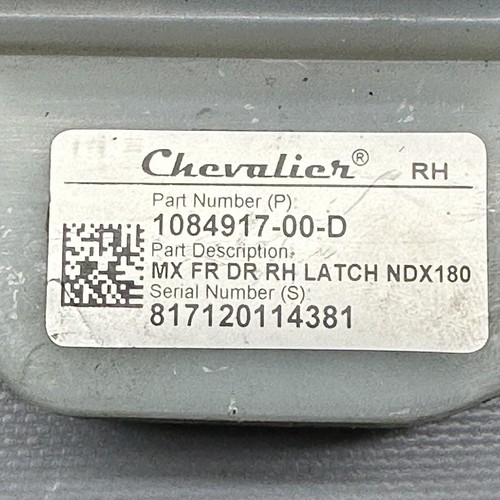 Chevalier® RH
Part Number (P)
1084917-00-D
Part Description
MX FR DR RH LATCH NDX180
Serial Number (S)
817120114381